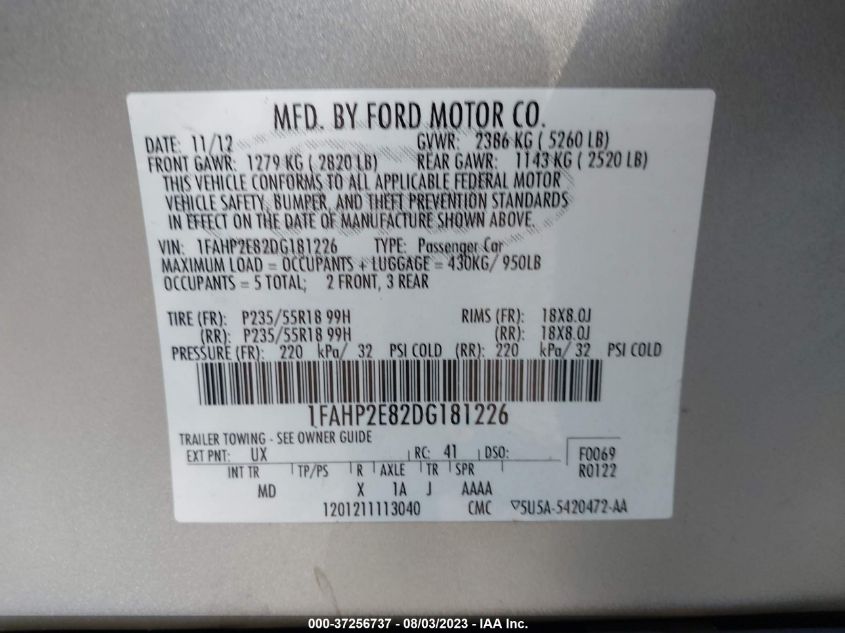 MFD. BY FORD MOTOR CO.
DATE: 11/12 GVWR: 2386 KG ( 5260 LB)
FRONT GAWR: 1279 KG ( 2820 LB) REAR GAWR: 1143 KG ( 2520 LB)
THIS VEHICLE CONFORMS TO ALL APPLICABLE FEDERAL MOTOR
VEHICLE SAFETY, BUMPER, AND THEFT PREVENTION STANDARDS
IN EFFECT ON THE DATE OF MANUFACTURE SHOWN ABOVE.
VIN: 1FAHP2E82DG181226 TYPE: Passenger Car
MAXIMUM LOAD = OCCUPANTS + LUGGAGE = 430KG/ 950LB
OCCUPANTS = 5 TOTAL; 2 FRONT, 3 REAR
TIRE (FR): P235/55R18 99H RIMS (FR): 18X8.0J
(RR): P235/55R18 99H (RR): 18X8.0J
PRESSURE (FR): 220 kPa/ 32 PSI COLD (RR): 220 kPa/ 32 PSI COLD
1FAHP2E82DG181226
TRAILER TOWING - SEE OWNER GUIDE
EXT PNT: UX RC: 41 DSO: F0069
INT TR TP/PS R AXLE TR SPR R0122
MD X 1A J AAAA
1201211113040 CMC ▽5U5A-5420472-AA
000-37256737 - 08/03/2023 - IAA Inc.